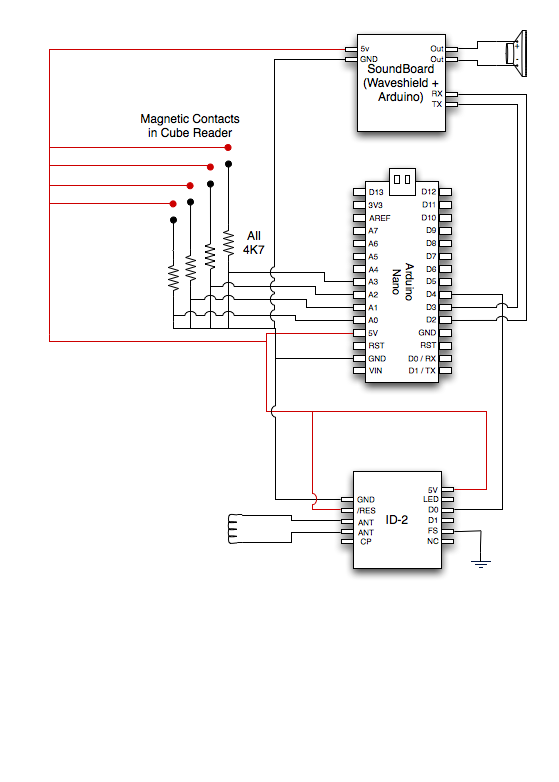 5v
GND
Out
Out
SoundBoard
(Waveshield +
Arduino)
RX
TX
Magnetic Contacts
in Cube Reader
All
4K7
D13
3V3
AREF
A7
A6
A5
A4
A3
A2
A1
A0
5V
RST
GND
VIN
Arduino
Nano
D12
D11
D10
D9
D8
D7
D6
D5
D4
D3
D2
GND
RST
D0 / RX
D1 / TX
GND
/RES
ANT
ANT
CP
ID-2
5V
LED
D0
D1
FS
NC
+
-